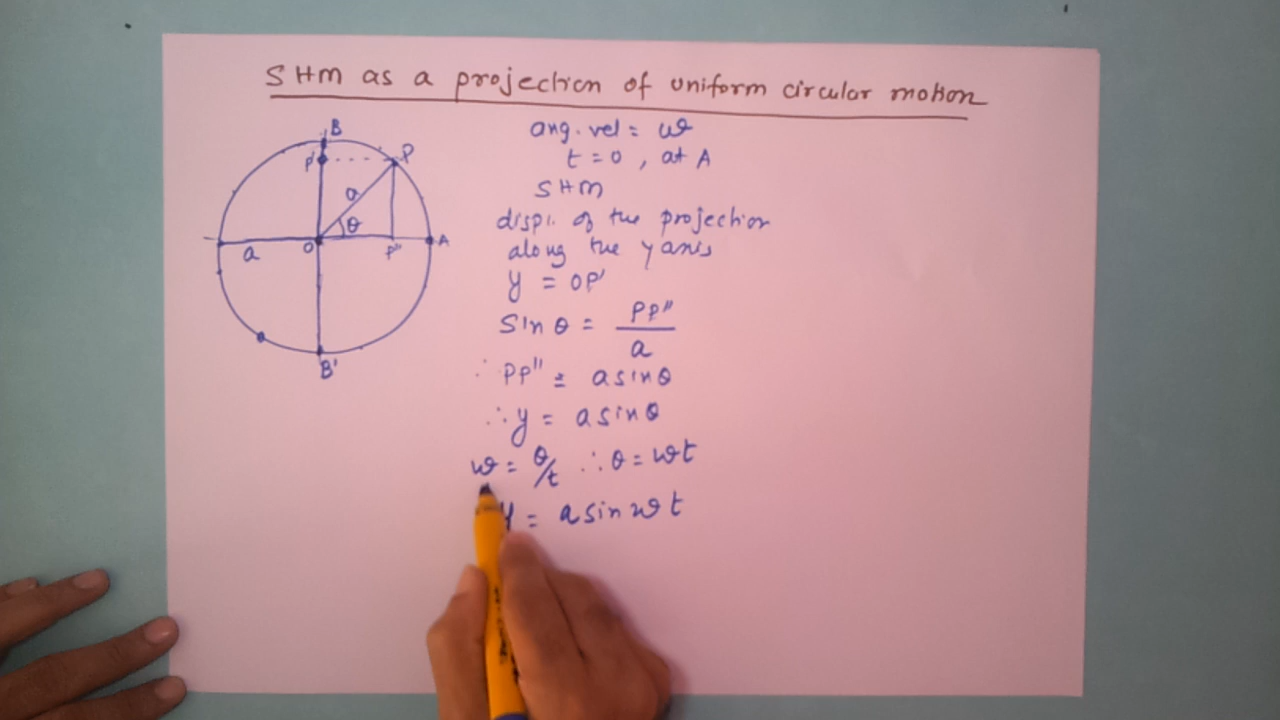 SHM as a projection of uniform circular motion
B
P' P
a
θ
a O P" A
B'
ang. vel = ω
t = 0 , at A
SHM
displ. of the projection
along the y axis
y = OP'
Sin θ = PP"/a
∴ PP" = a sin θ
∴ y = a sin θ
ω = θ/t ∴ θ = ωt
y = a sin ωt